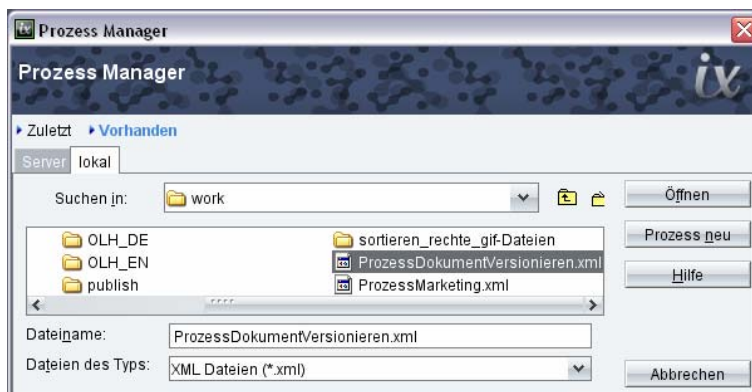 ix Prozess Manager
Prozess Manager
ix
Zuletzt Vorhanden
Server lokal
Suchen in: work Öffnen
OLH_DE sortieren_rechte_gif-Dateien Prozess neu
OLH_EN ProzessDokumentVersionieren.xml
publish ProzessMarketing.xml Hilfe
Dateiname: ProzessDokumentVersionieren.xml
Dateien des Typs: XML Dateien (*.xml) Abbrechen